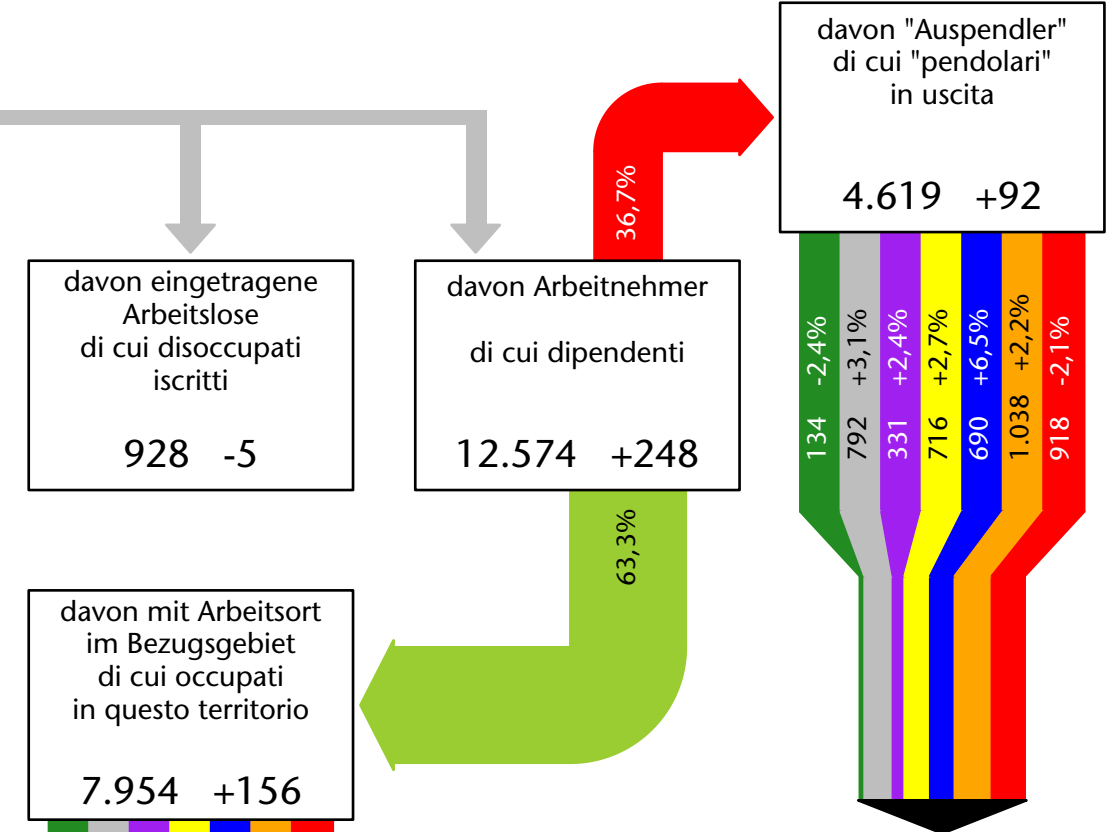 davon "Auspendler"
di cui "pendolari"
in uscita
4.619 +92
36,7%
davon eingetragene
Arbeitslose
di cui disoccupati
iscritti
928 -5
davon Arbeitnehmer
di cui dipendenti
12.574 +248
134 -2,4%
792 +3,1%
331 +2,4%
716 +2,7%
690 +6,5%
1.038 +2,2%
918 -2,1%
63,3%
davon mit Arbeitsort
im Bezugsgebiet
di cui occupati
in questo territorio
7.954 +156